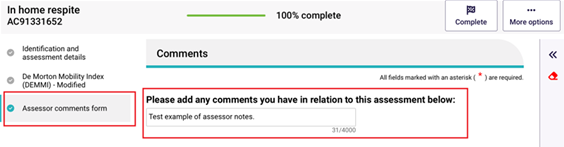 In home respite
AC91331652
100% complete
Complete
More options
Identification and
assessment details
De Morton Mobility Index
(DEMMI) - Modified
Assessor comments form
Comments
All fields marked with an asterisk ( * ) are required.
Please add any comments you have in relation to this assessment below:
Test example of assessor notes.
31/4000